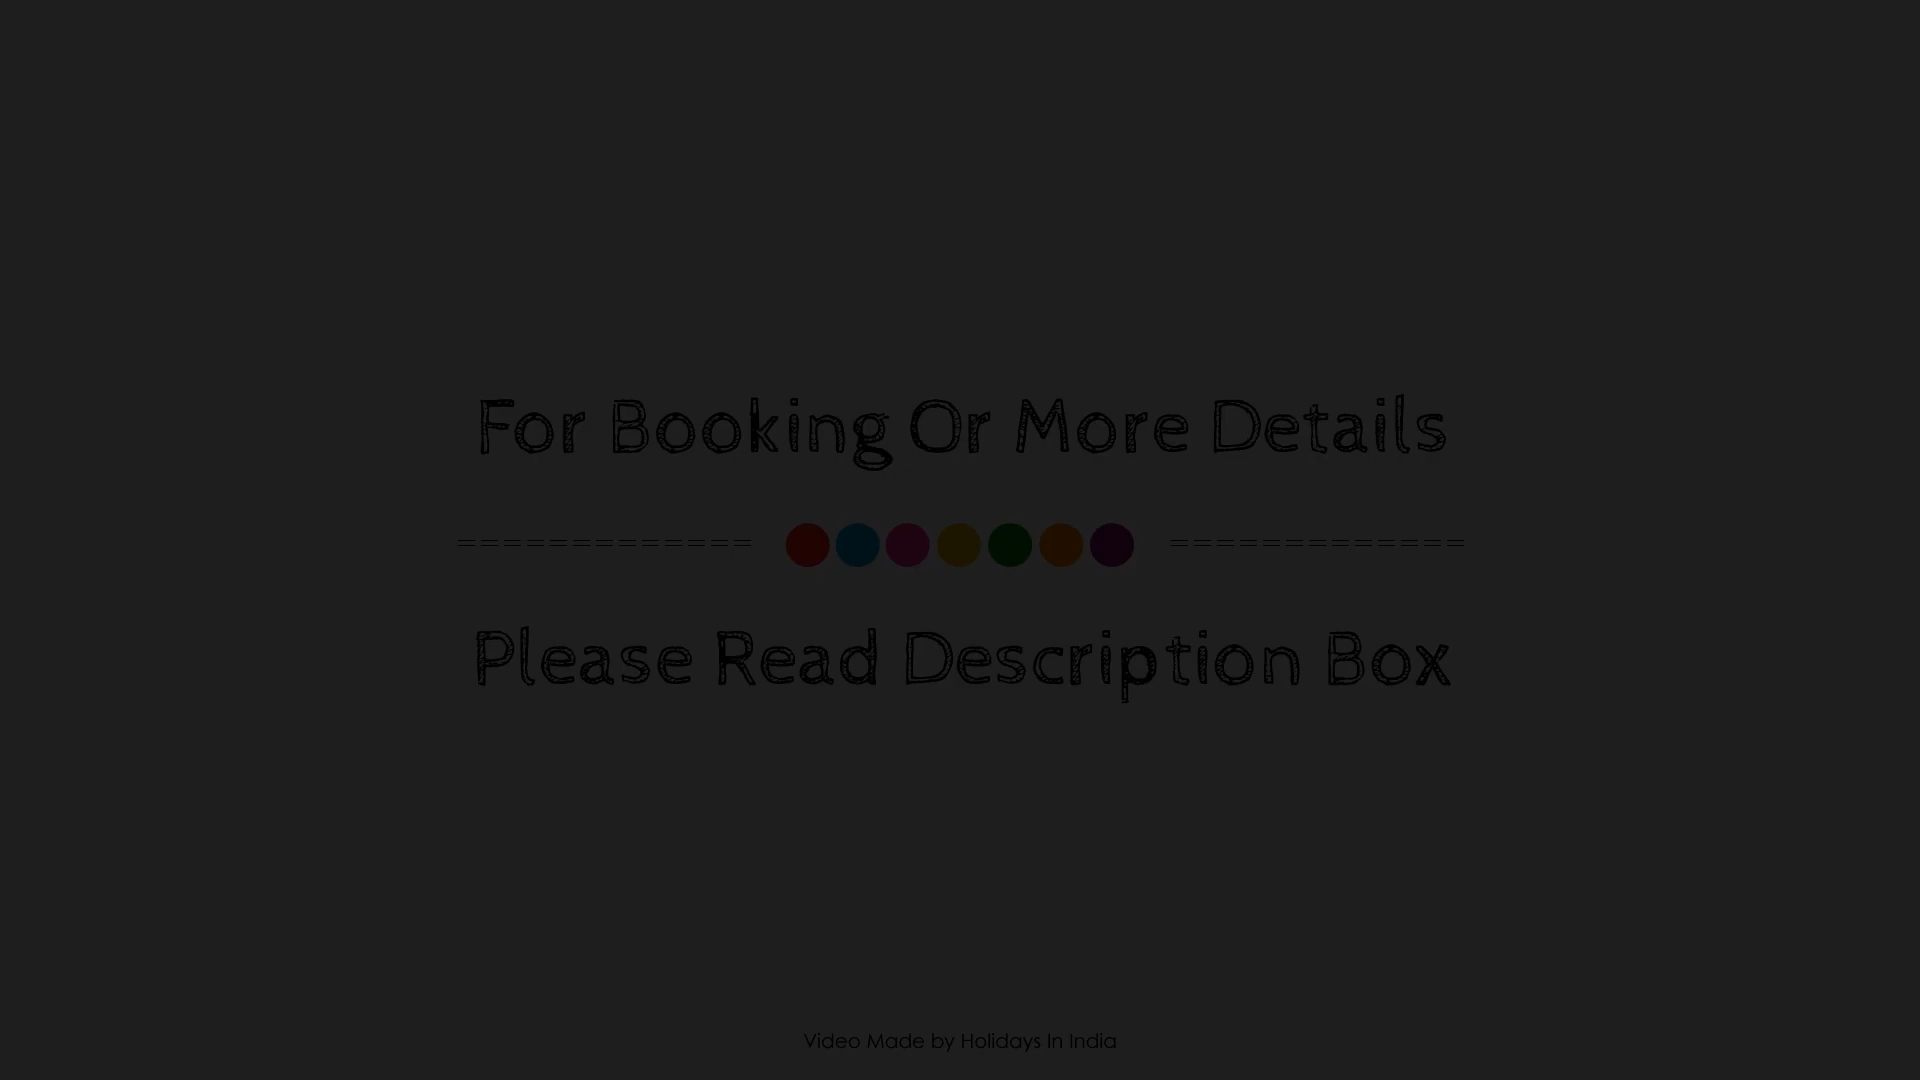 For Booking Or More Details
============= =============
Please Read Description Box
Video Made by Holidays In India